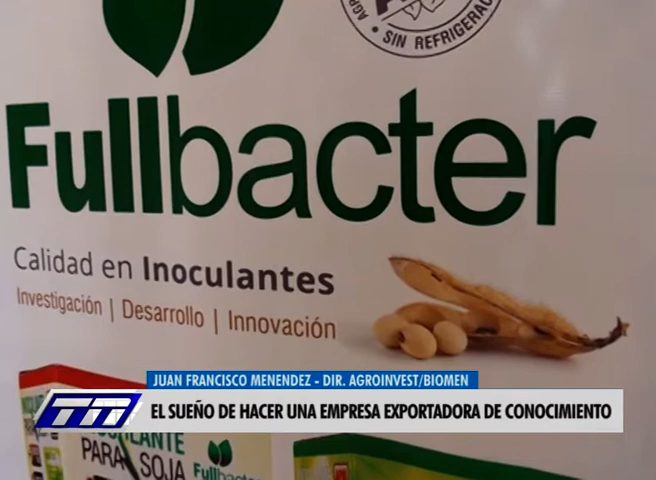 SIN REFRIGERA
Fullbacter
Calidad en Inoculantes
Investigación | Desarrollo | Innovación
JUAN FRANCISCO MENENDEZ - DIR. AGROINVEST/BIOMEN
EL SUEÑO DE HACER UNA EMPRESA EXPORTADORA DE CONOCIMIENTO
PARA SOJA
Fullbacter